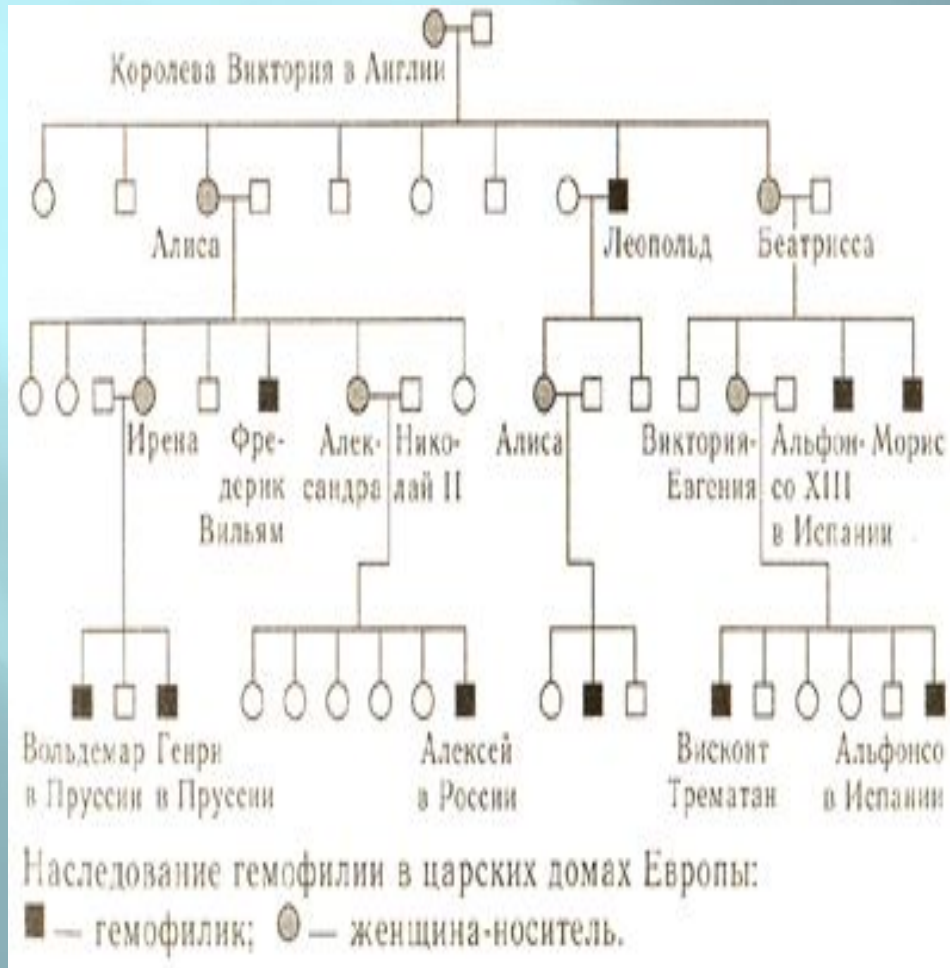 Королева Виктория в Англии
Алиса
Леопольд
Беатрисса
Ирена
Фре-
дерик
Вильям
Алек-
сандра
Нико-
лай II
Алиса
Виктория-
Евгения
Альфон-
со XIII
в Испании
Морис
Вольдемар
в Пруссии
Генри
в Пруссии
Алексей
в России
Висконт
Трематан
Альфонсо
в Испании
Наследование гемофилии в царских домах Европы:
— гемофилик; — женщина-носитель.